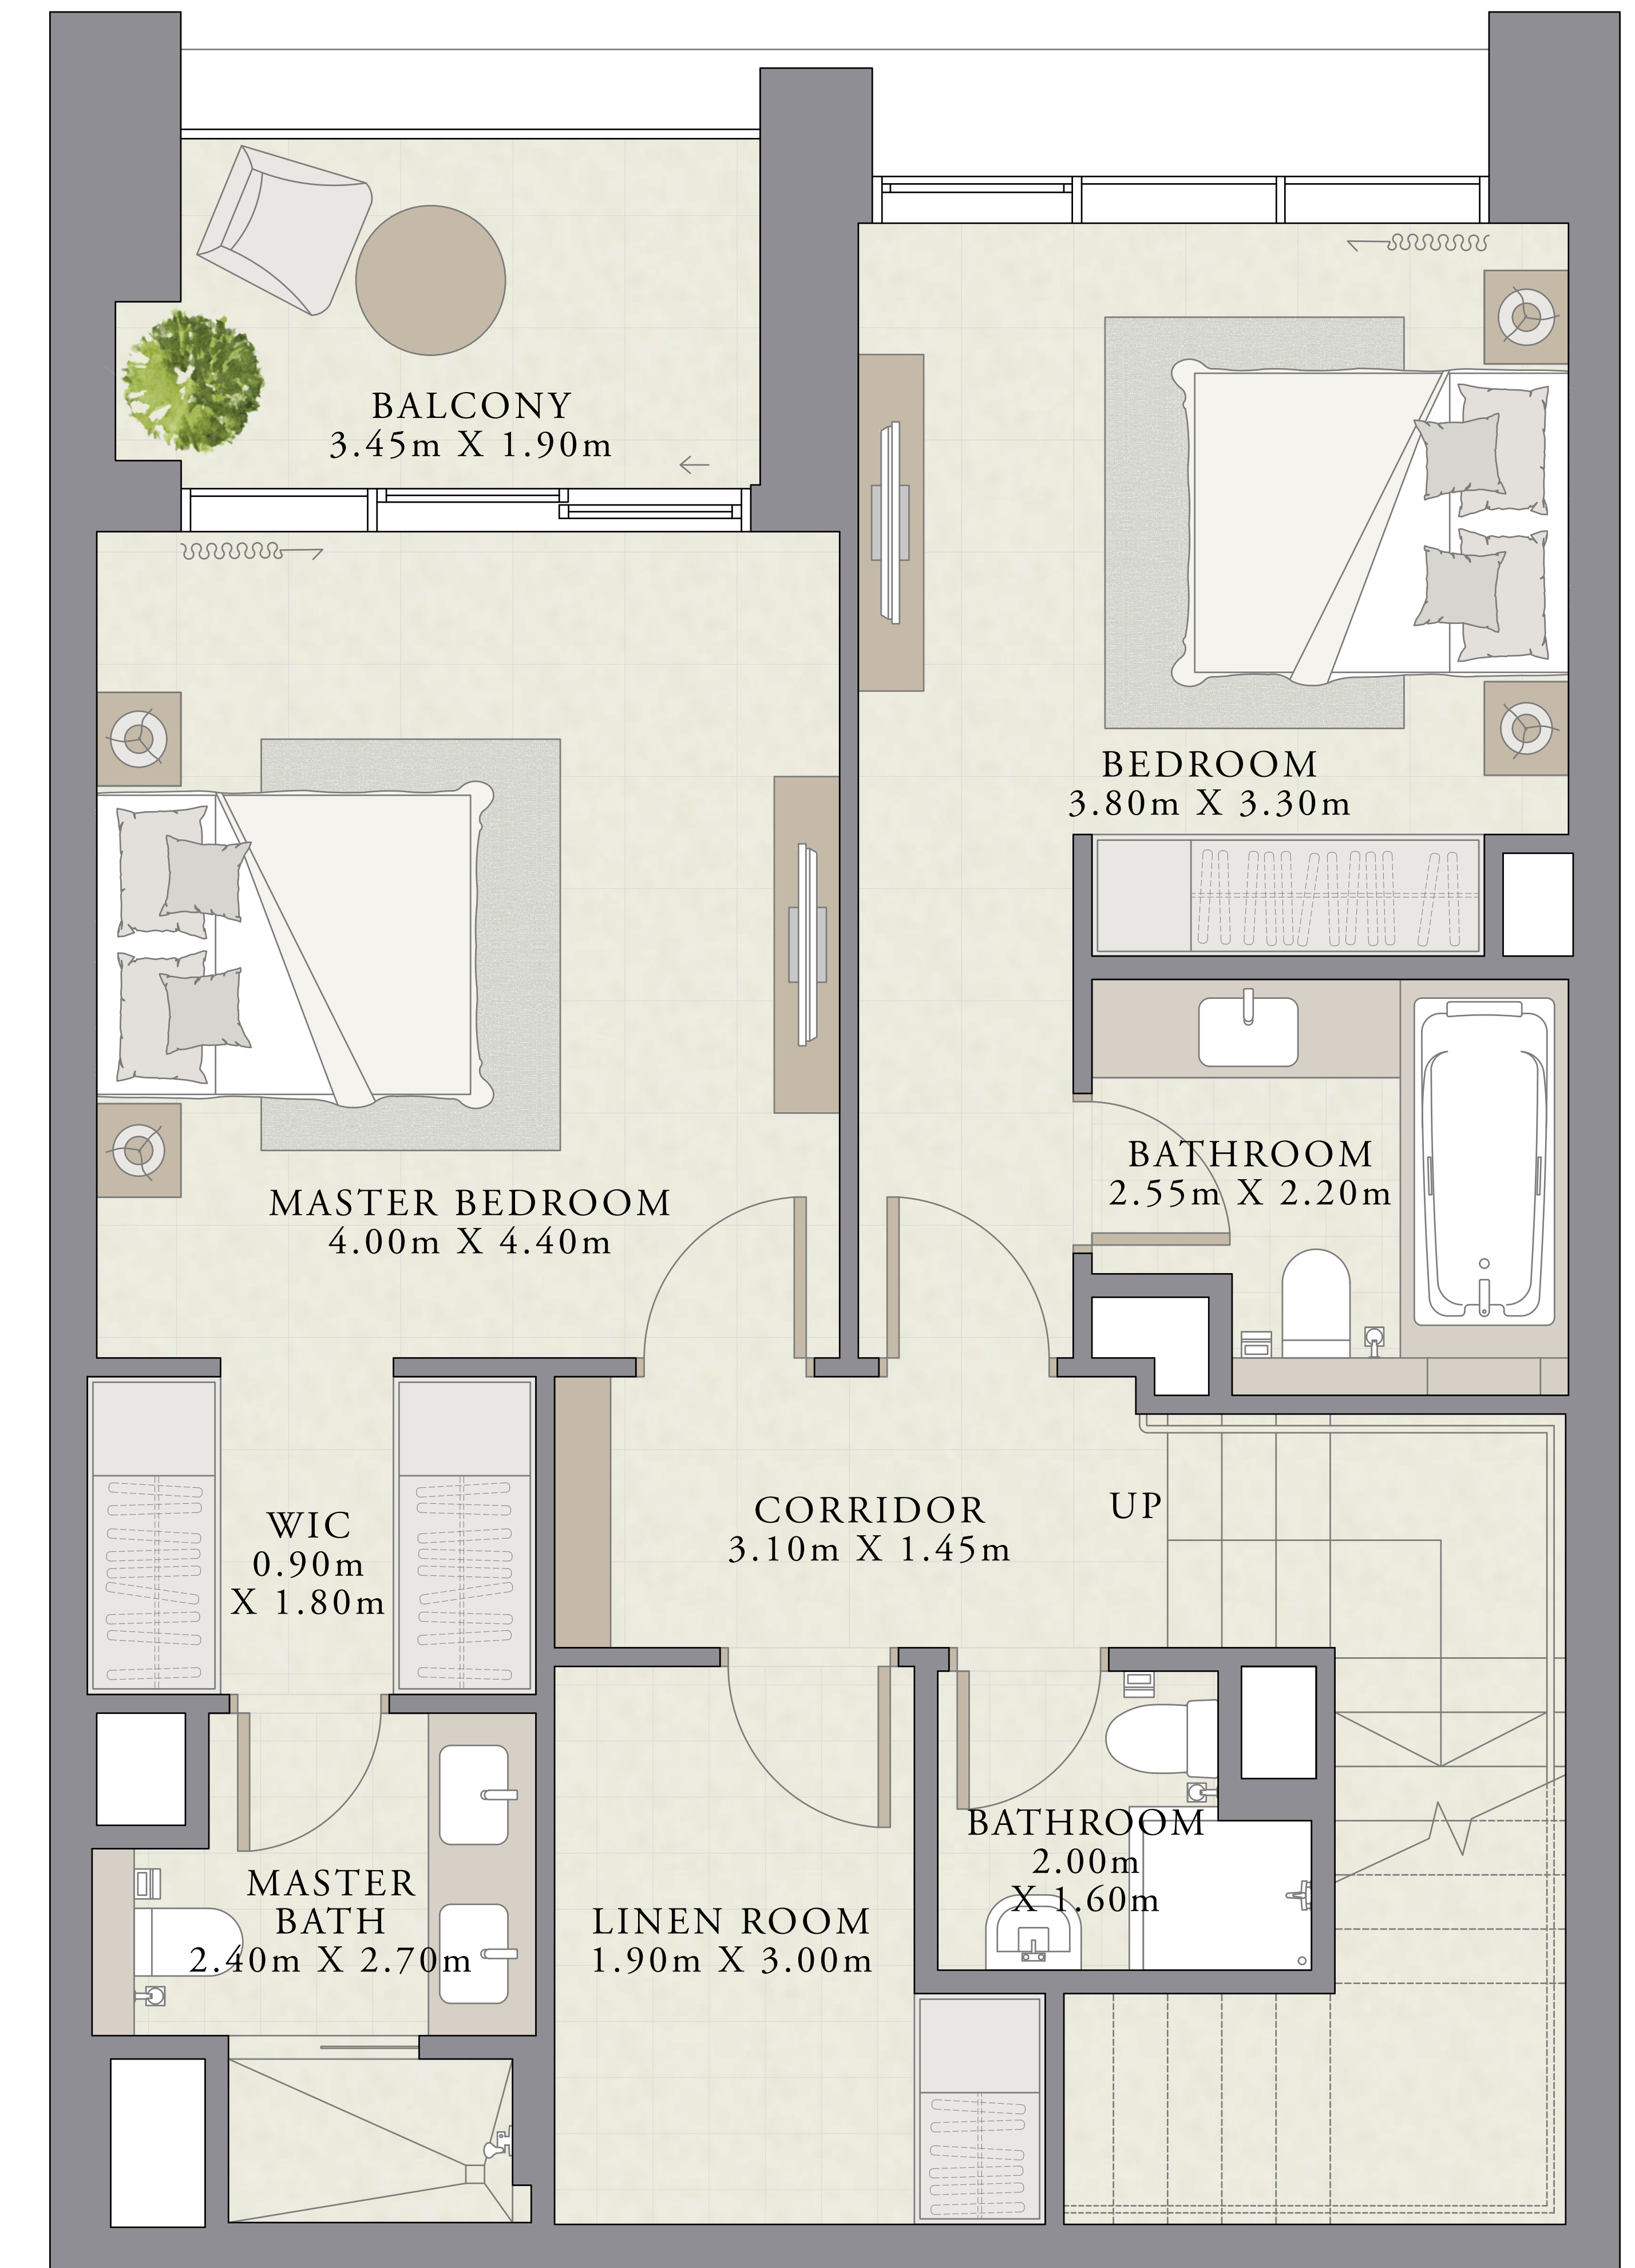 BALCONY
3.45m X 1.90m
BEDROOM
3.80m X 3.30m
BATHROOM
2.55m X 2.20m
MASTER BEDROOM
4.00m X 4.40m
CORRIDOR
3.10m X 1.45m
UP
WIC
0.90m
X 1.80m
BATHROOM
2.00m
X 1.60m
MASTER
BATH
2.40m X 2.70m
LINEN ROOM
1.90m X 3.00m